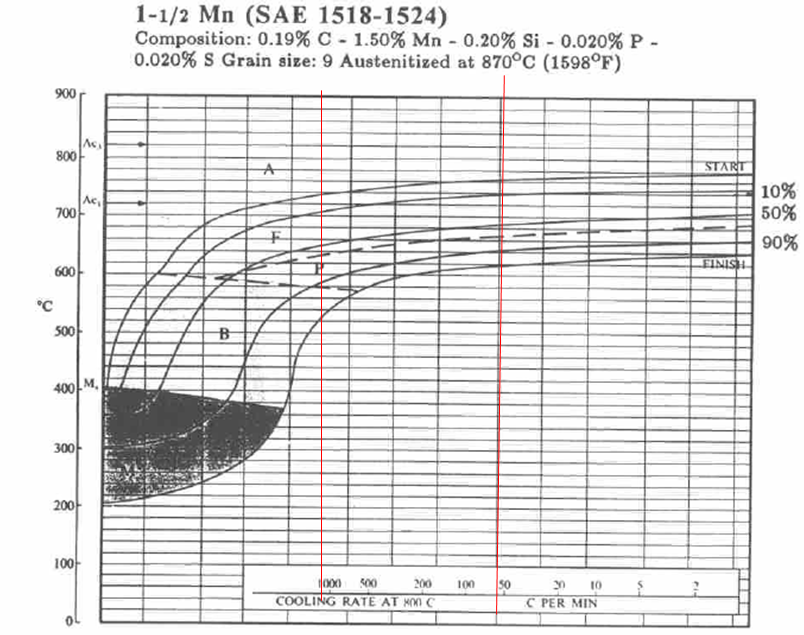 1-1/2 Mn (SAE 1518-1524)
Composition: 0.19% C - 1.50% Mn - 0.20% Si - 0.020% P -
0.020% S Grain size: 9 Austenitized at 870°C (1598°F)
900
Ac₃
800
A
START
10%
Ac₁
700
50%
F
90%
600
P
FINISH
°C
500
B
400
Mₛ
300
M
200
100
1000 500 200 100 50 20 10 5 2
COOLING RATE AT 800 C C PER MIN
0